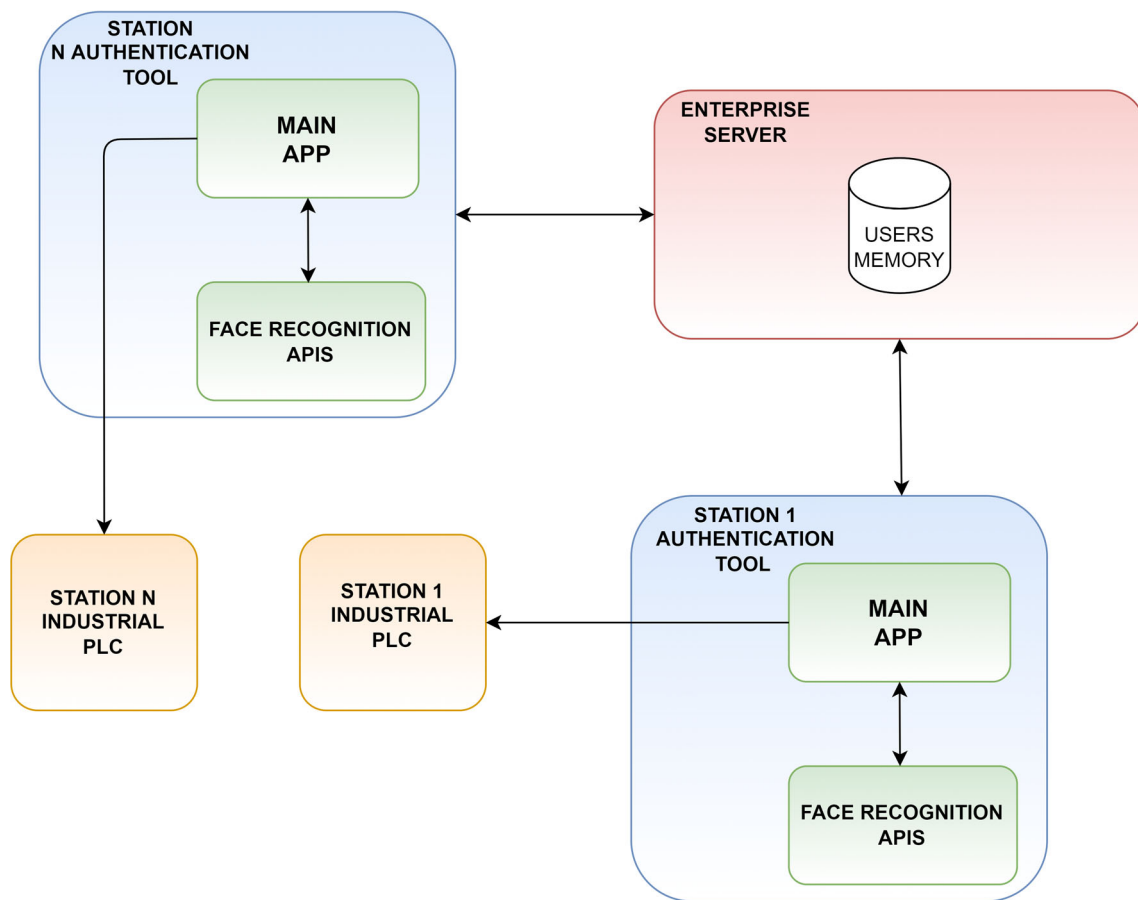 STATION
N AUTHENTICATION
TOOL
MAIN
APP
FACE RECOGNITION
APIS
ENTERPRISE
SERVER
USERS
MEMORY
STATION N
INDUSTRIAL
PLC
STATION 1
INDUSTRIAL
PLC
STATION 1
AUTHENTICATION
TOOL
MAIN
APP
FACE RECOGNITION
APIS